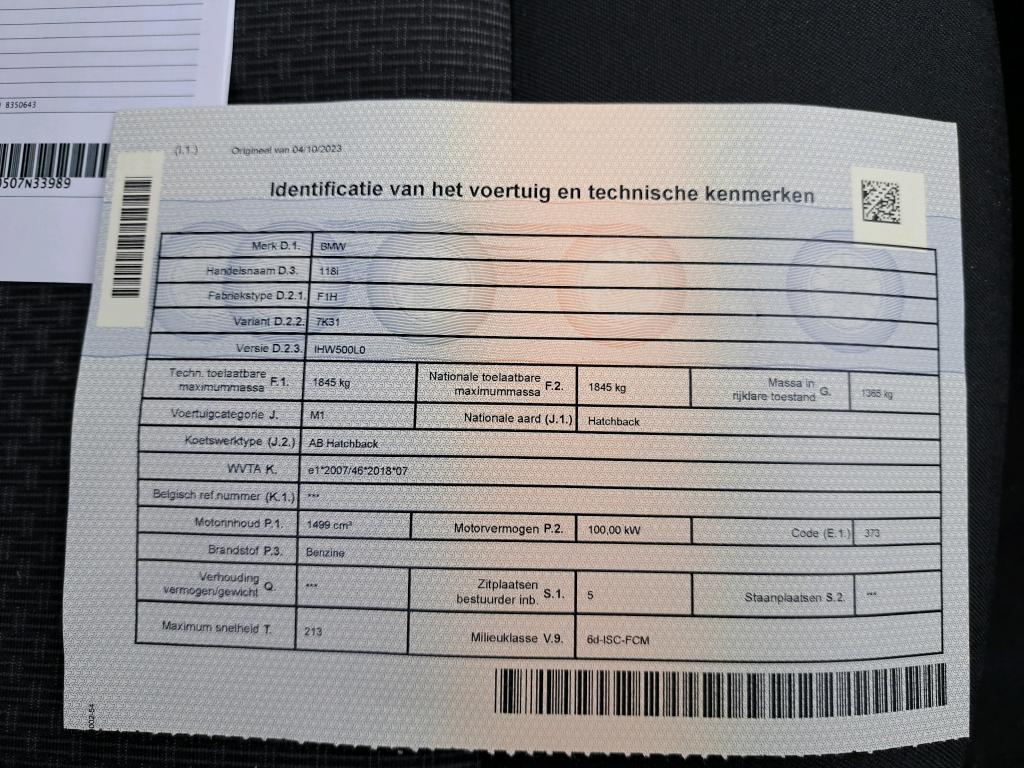 8350643
507N33989
(I.1.) Origineel van 04/10/2023
Identificatie van het voertuig en technische kenmerken
Merk D.1. BMW
Handelsnaam D.3. 118i
Fabriekstype D.2.1. F1H
Variant D.2.2. 7K31
Versie D.2.3. IHW500L0
Techn. toelaatbare maximummassa F.1. 1845 kg Nationale toelaatbare maximummassa F.2. 1845 kg Massa in rijklare toestand G. 1365 kg
Voertuigcategorie J. M1 Nationale aard (J.1.) Hatchback
Koetswerktype (J.2.) AB Hatchback
WVTA K. e1*2007/46*2018*07
Belgisch ref.nummer (K.1.) ***
Motorinhoud P.1. 1499 cm³ Motorvermogen P.2. 100,00 kW Code (E.1.) 373
Brandstof P.3. Benzine
Verhouding vermogen/gewicht Q. *** Zitplaatsen bestuurder inb. S.1. 5 Staanplaatsen S.2. ***
Maximum snelheid T. 213 Milieuklasse V.9. 6d-ISC-FCM